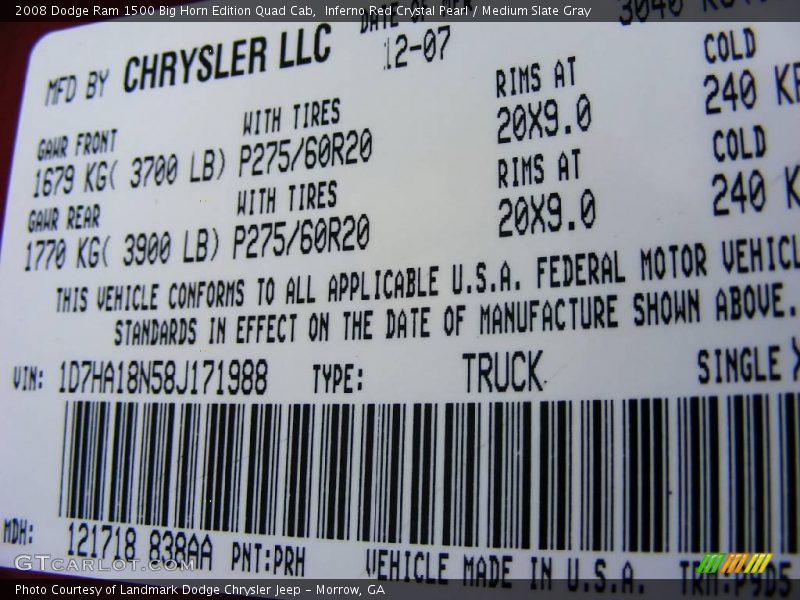 2008 Dodge Ram 1500 Big Horn Edition Quad Cab,  Inferno Red Crystal Pearl / Medium Slate Gray
MFD BY CHRYSLER LLC 12-07
GAWR FRONT WITH TIRES RIMS AT COLD
1679 KG( 3700 LB) P275/60R20 20X9.0 240
GAWR REAR WITH TIRES RIMS AT COLD
1770 KG( 3900 LB) P275/60R20 20X9.0 240
THIS VEHICLE CONFORMS TO ALL APPLICABLE U.S.A. FEDERAL MOTOR VEHICL
STANDARDS IN EFFECT ON THE DATE OF MANUFACTURE SHOWN ABOVE.
VIN: 1D7HA18N58J171988 TYPE: TRUCK SINGLE X
MDH: 121718 838AA PNT:PRH VEHICLE MADE IN U.S.A.
GTCarLot.com
Photo Courtesy of Landmark Dodge Chrysler Jeep - Morrow, GA